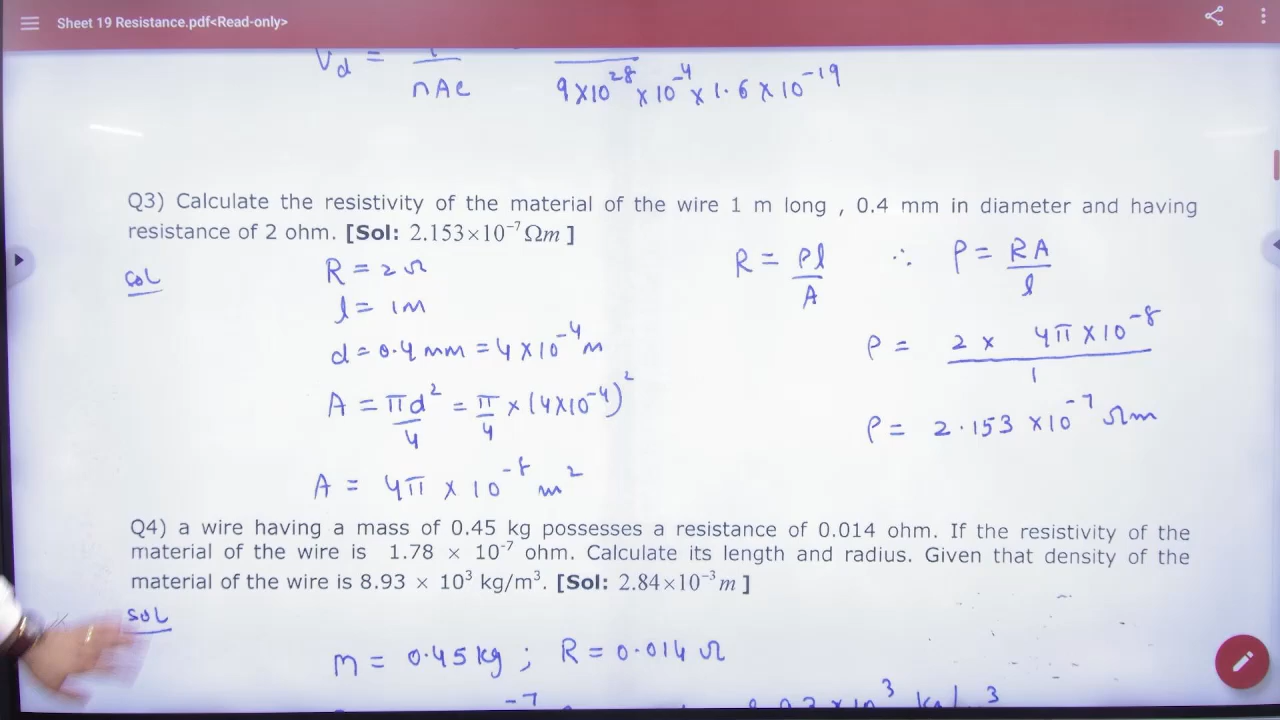 Sheet 19 Resistance.pdf<Read-only>
Vd = / nAe
9×10²⁸ × 10⁻⁴ × 1.6 × 10⁻¹⁹
Q3) Calculate the resistivity of the material of the wire 1 m long , 0.4 mm in diameter and having
resistance of 2 ohm. [Sol: 2.153×10⁻⁷Ωm ]
Sol
R = 2Ω
l = 1m
d = 0.4 mm = 4×10⁻⁴ m
A = πd²/4 = π/4 × (4×10⁻⁴)²
A = 4π × 10⁻⁸ m²
R = ρl/A ∴ ρ = RA/l
ρ = 2 × 4π×10⁻⁸ / 1
ρ = 2.153 ×10⁻⁷ Ωm
Q4) a wire having a mass of 0.45 kg possesses a resistance of 0.014 ohm. If the resistivity of the
material of the wire is 1.78 × 10⁻⁷ ohm. Calculate its length and radius. Given that density of the
material of the wire is 8.93 × 10³ kg/m³. [Sol: 2.84×10⁻³m ]
Sol
m = 0.45 kg ; R = 0.014 Ω